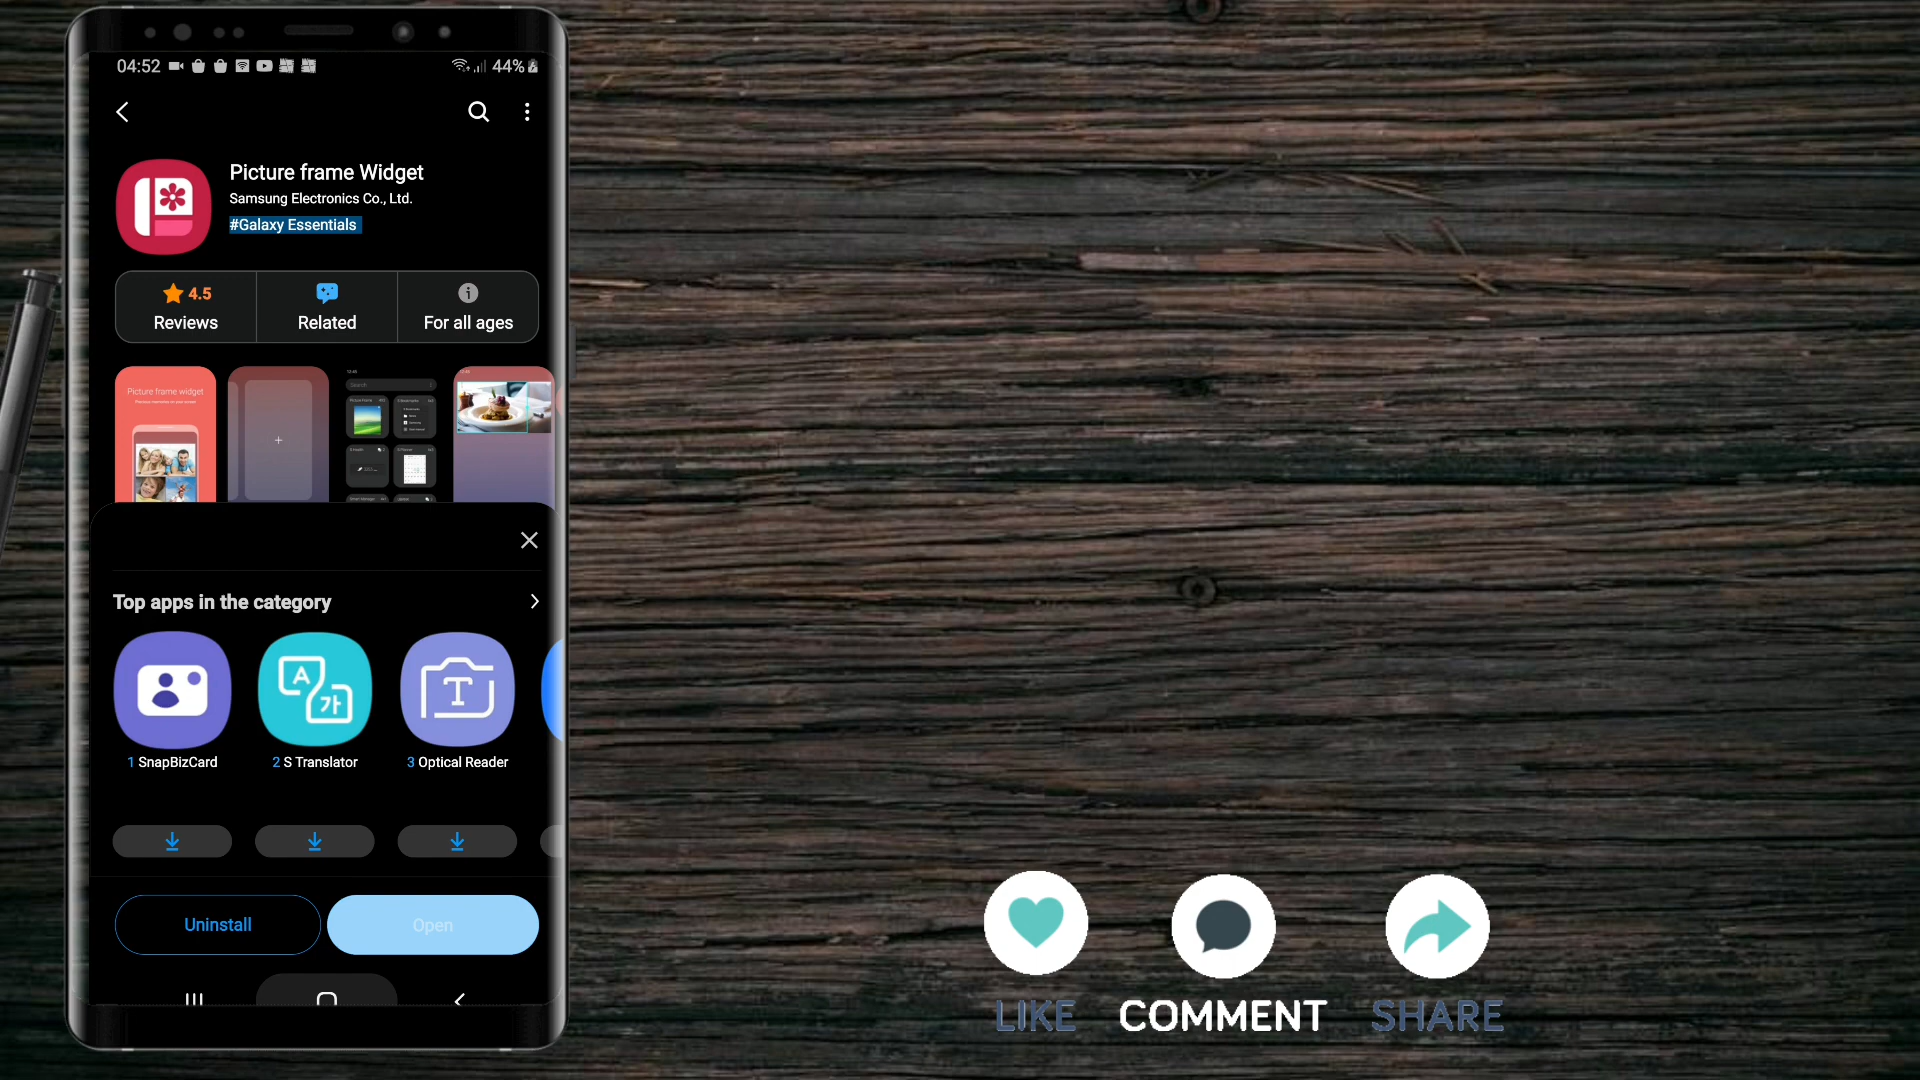 04:52
44%
Picture frame Widget
Samsung Electronics Co., Ltd.
#Galaxy Essentials
4.5
Reviews
Related
For all ages
Picture frame widget
Top apps in the category
A
가
T
1 SnapBizCard
2 S Translator
3 Optical Reader
Uninstall
Open
LIKE
COMMENT
SHARE